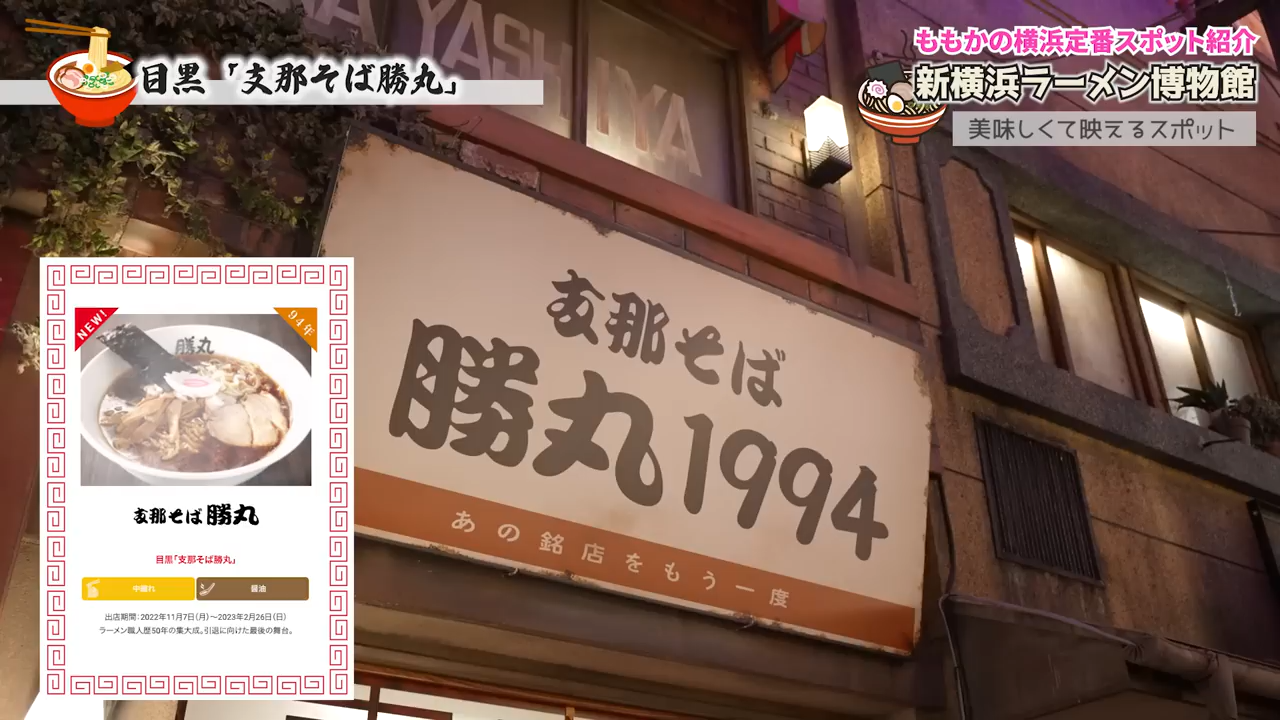 目黒「支那そば勝丸」
ももかの横浜定番スポット紹介
新横浜ラーメン博物館
美味しくて映えるスポット
YASHIYA
支那そば
勝丸1994
あの銘店をもう一度
NEW!
94年
勝丸
支那そば 勝丸
目黒「支那そば勝丸」
中縮れ
醤油
出店期間：2022年11月7日(月)〜2023年2月26日(日)
ラーメン職人歴50年の集大成。引退に向けた最後の舞台。